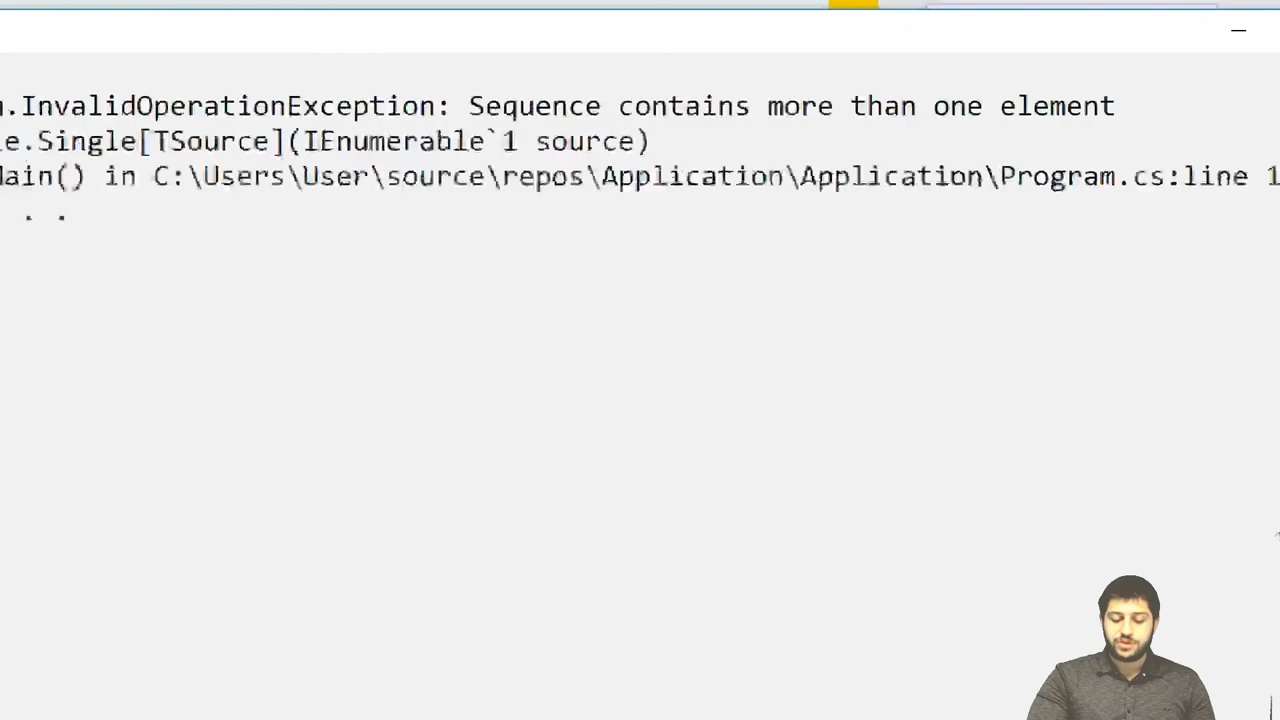 .InvalidOperationException: Sequence contains more than one element
e.Single[TSource](IEnumerable`1 source)
Main() in C:\Users\User\source\repos\Application\Application\Program.cs:line 1
. .